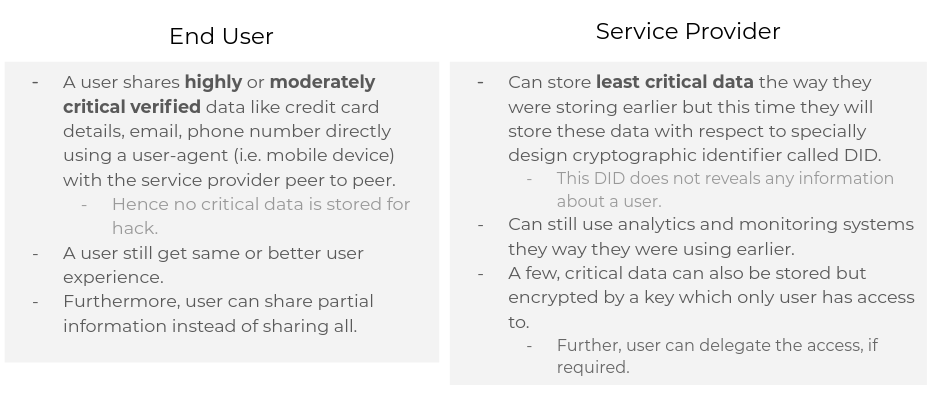 End User
- A user shares highly or moderately
critical verified data like credit card
details, email, phone number directly
using a user-agent (i.e. mobile device)
with the service provider peer to peer.
- Hence no critical data is stored for
hack.
- A user still get same or better user
experience.
- Furthermore, user can share partial
information instead of sharing all.
Service Provider
- Can store least critical data the way they
were storing earlier but this time they will
store these data with respect to specially
design cryptographic identifier called DID.
- This DID does not reveals any information
about a user.
- Can still use analytics and monitoring systems
they way they were using earlier.
- A few, critical data can also be stored but
encrypted by a key which only user has access
to.
- Further, user can delegate the access, if
required.